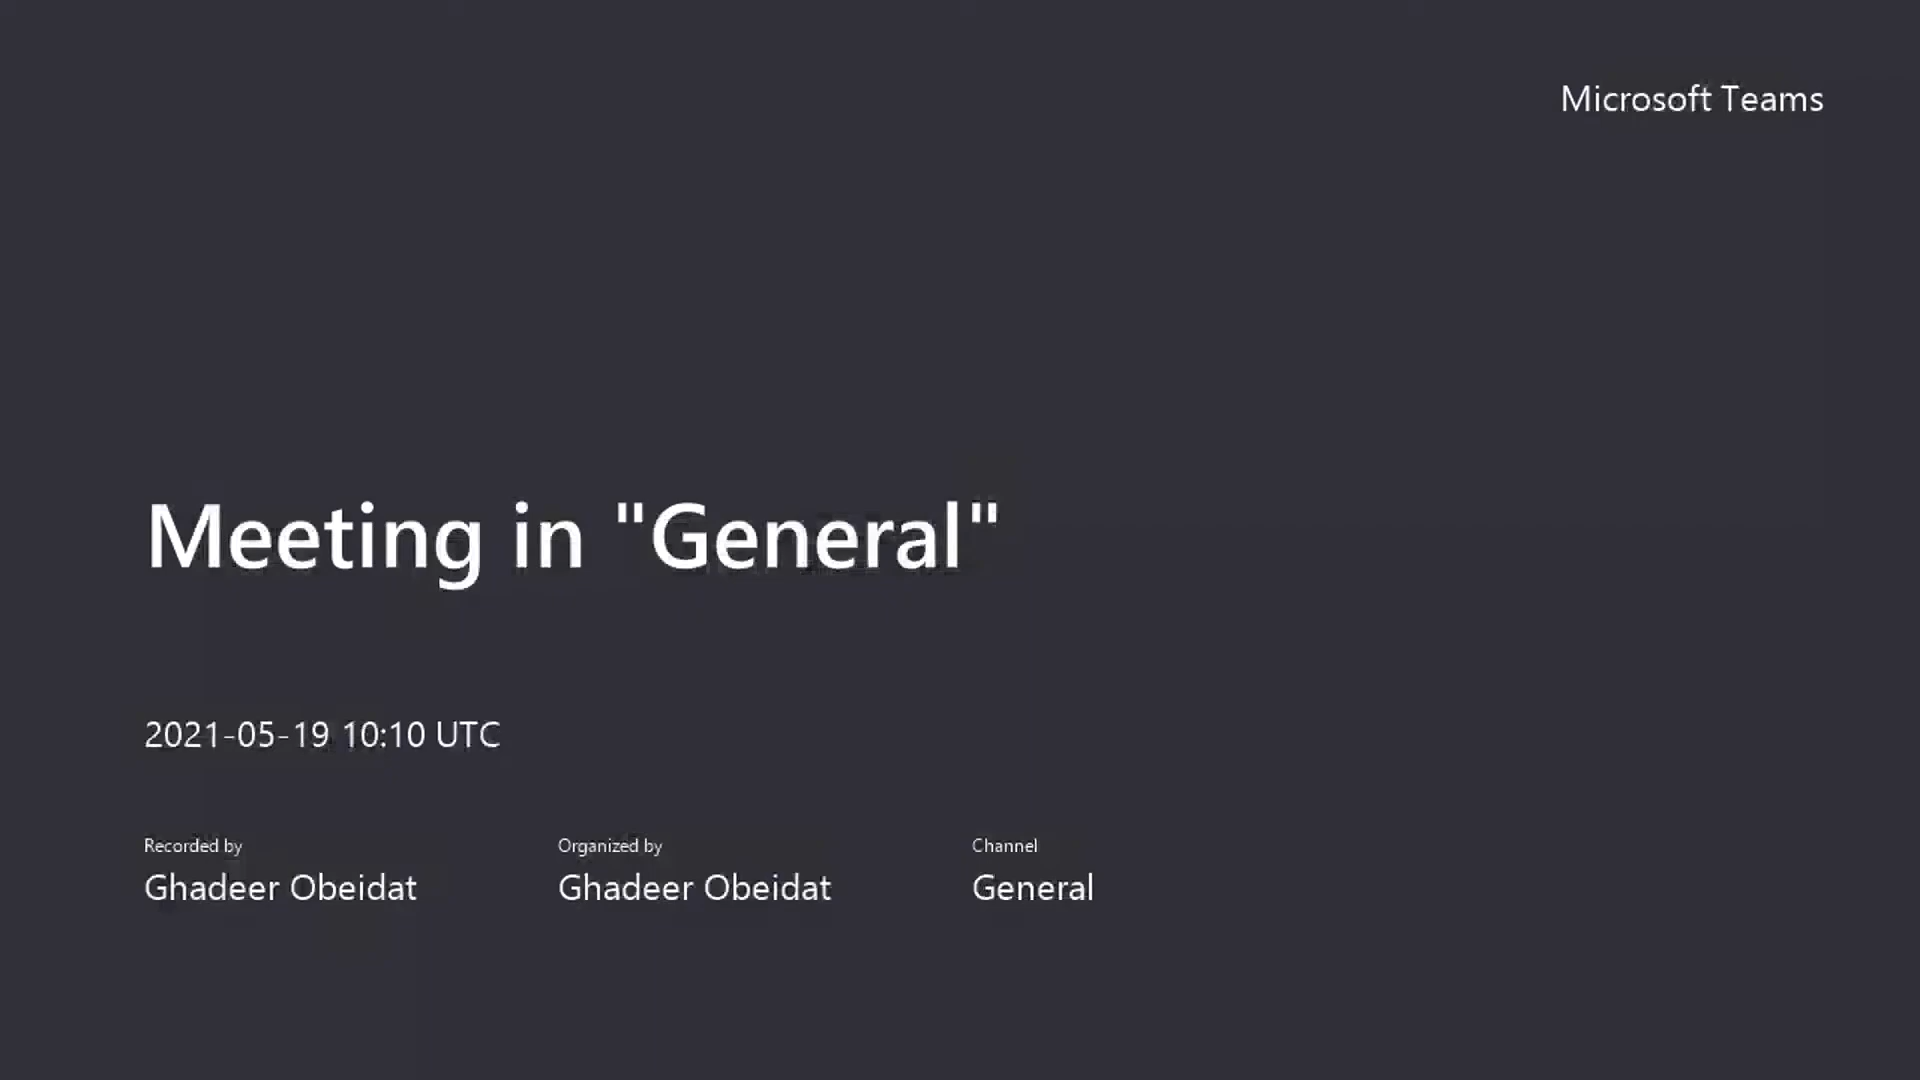 Microsoft Teams
Meeting in "General"
2021-05-19 10:10 UTC
Recorded by
Ghadeer Obeidat
Organized by
Ghadeer Obeidat
Channel
General